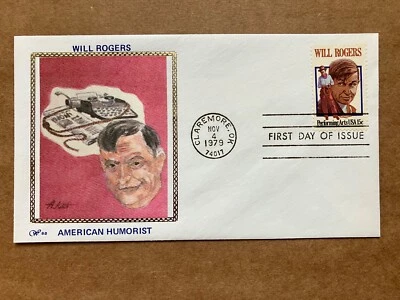 WILL ROGERS
AMERICAN HUMORIST
CLAREMORE, OK
NOV
4
1979
74017
FIRST DAY OF ISSUE
WILL ROGERS
Performing Arts USA 15c